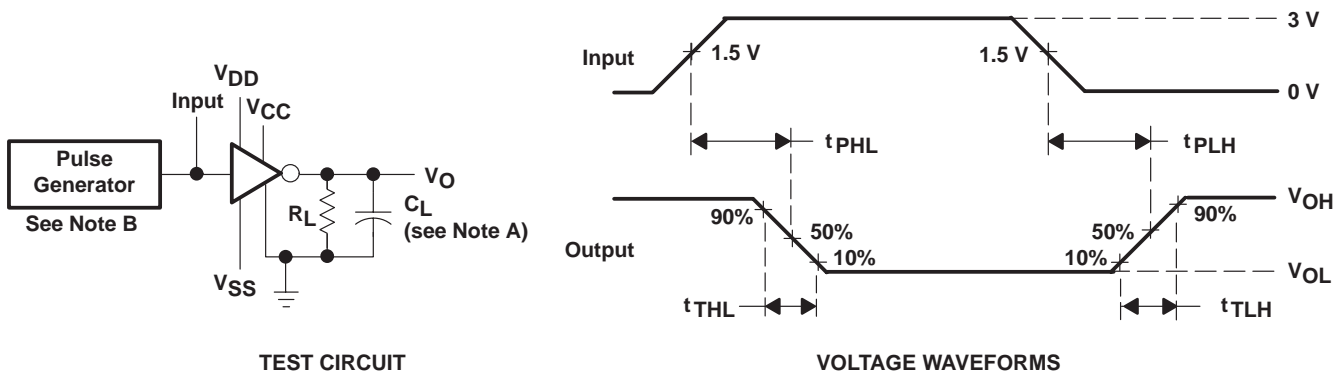 Input
VDD
VCC
Pulse
Generator
See Note B
VSS
RL
CL
(see Note A)
VO
TEST CIRCUIT
Input
1.5 V
1.5 V
3 V
0 V
tPHL
tPLH
Output
90%
50%
10%
10%
50%
90%
VOH
VOL
tTHL
tTLH
VOLTAGE WAVEFORMS